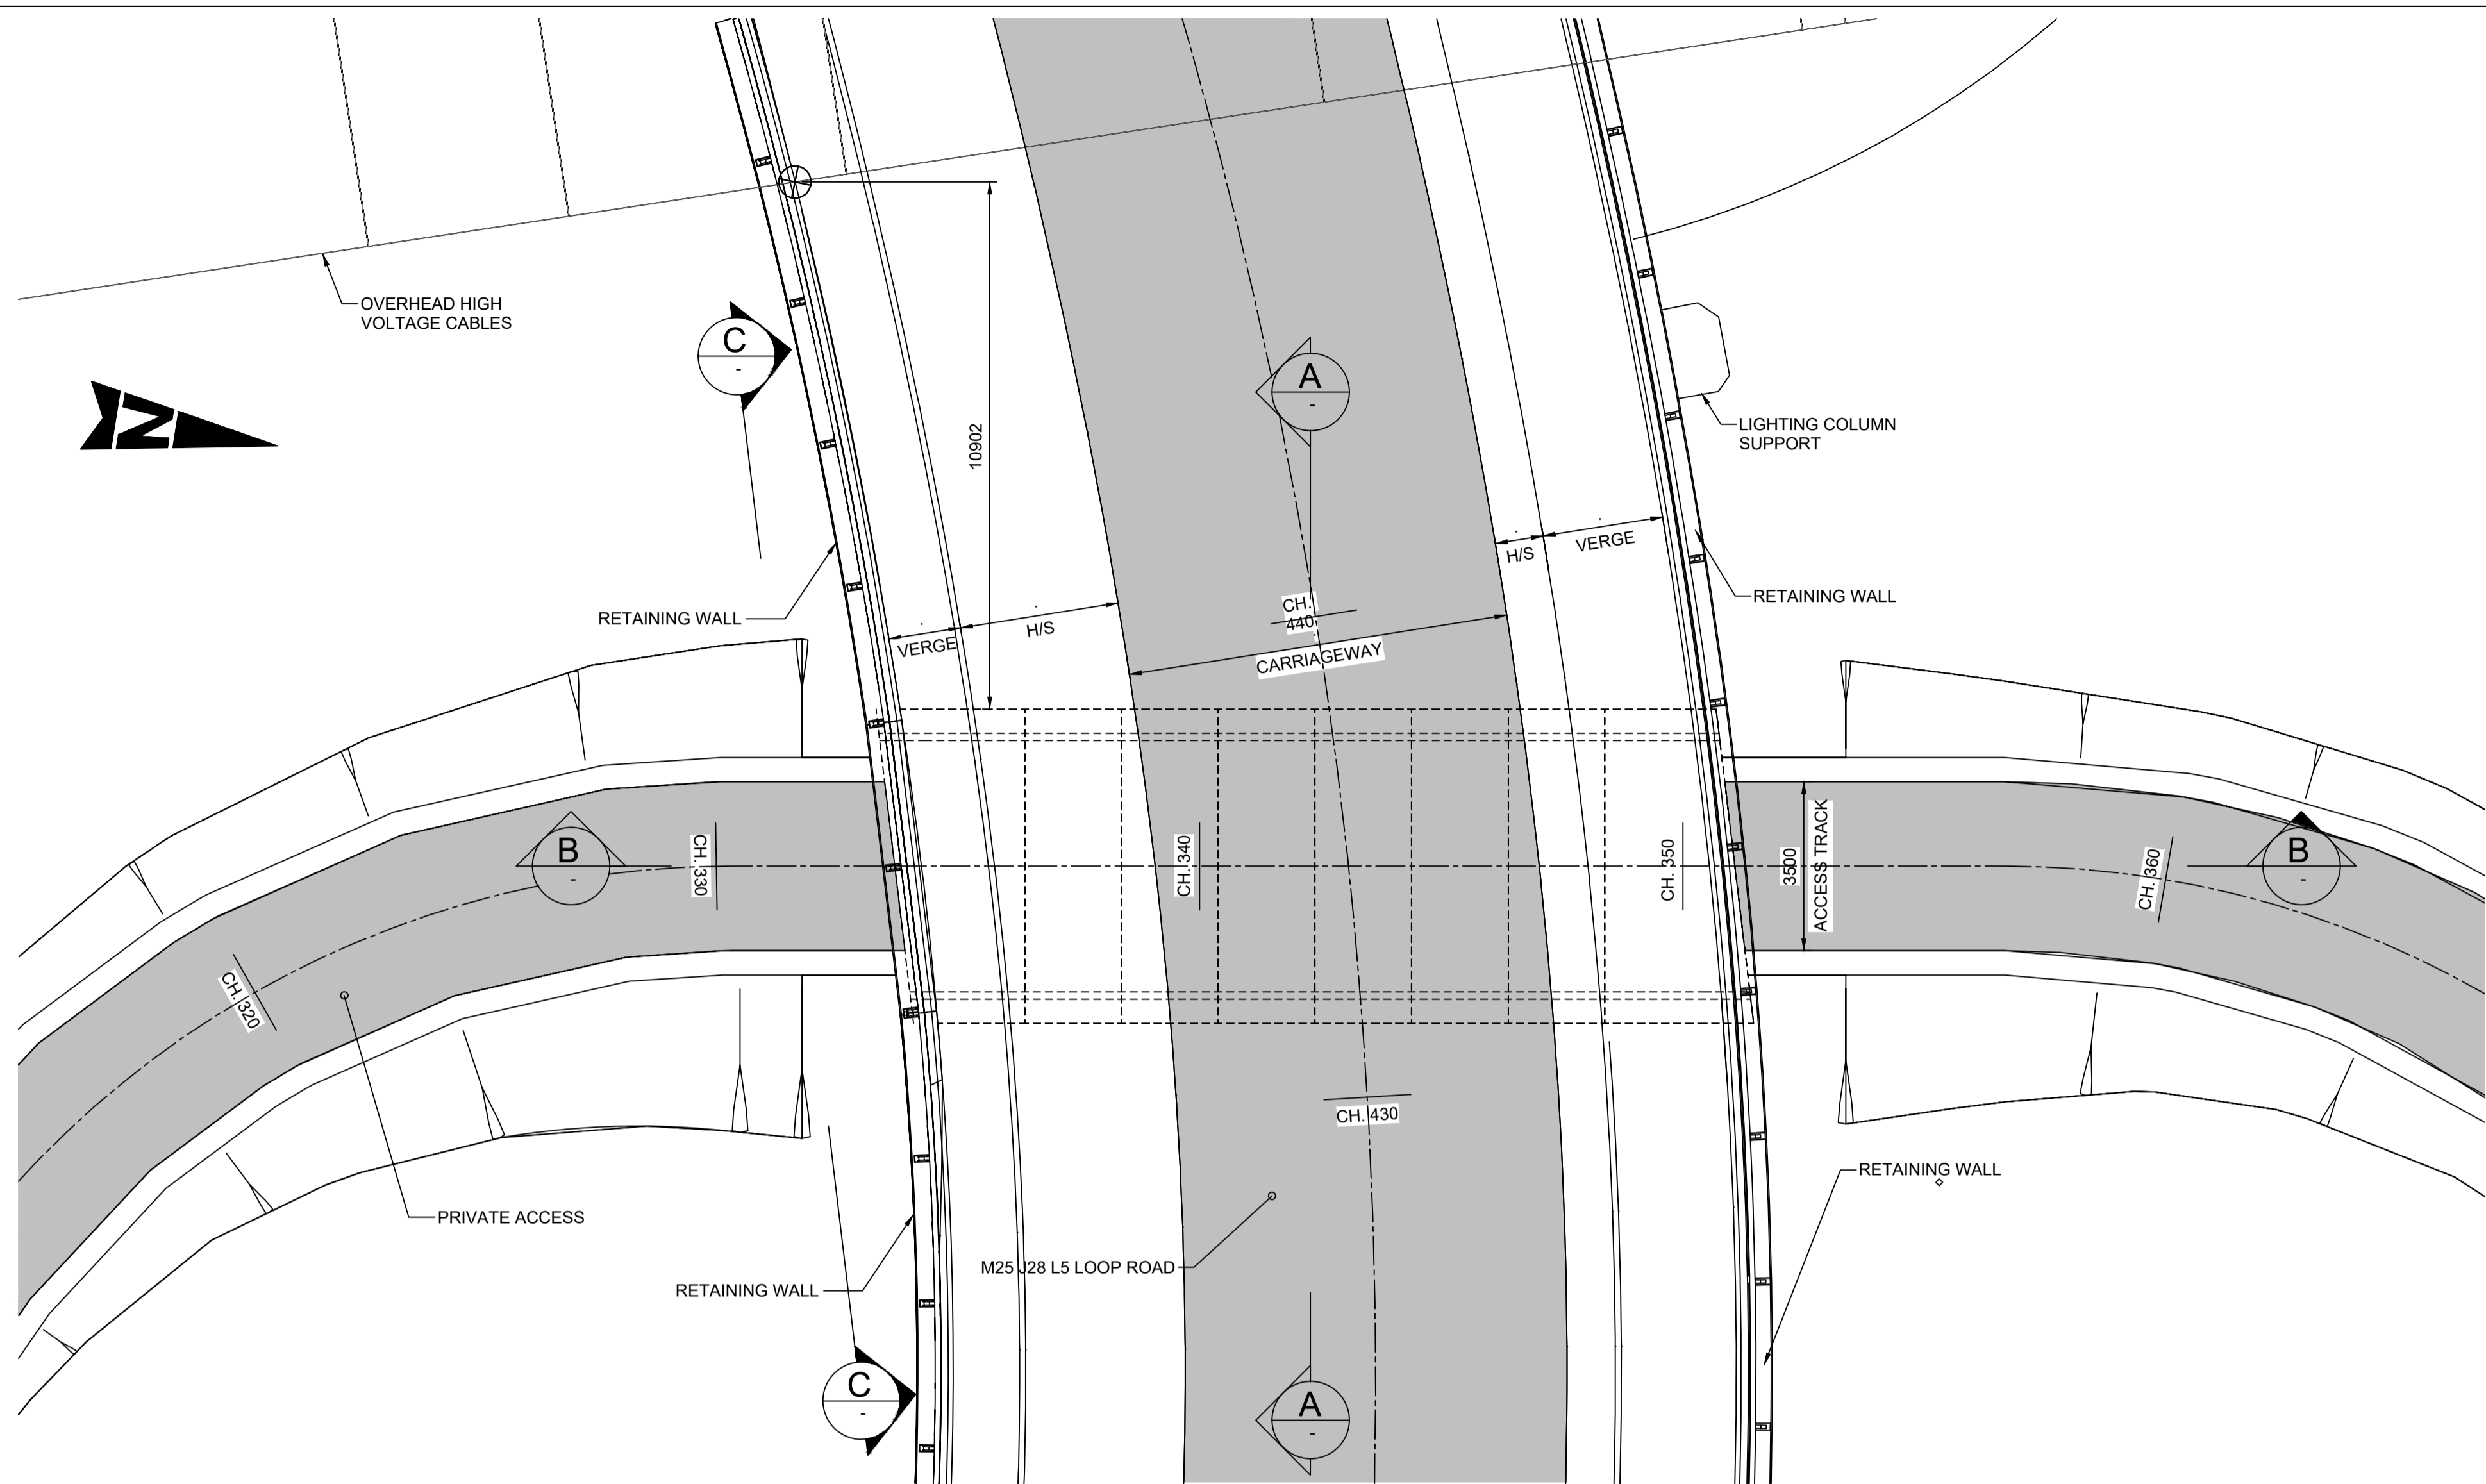 OVERHEAD HIGH
VOLTAGE CABLES
C
-
A
-
N
10902
LIGHTING COLUMN
SUPPORT
H/S
VERGE
RETAINING WALL
RETAINING WALL
VERGE
H/S
CH.
440
CARRIAGEWAY
B
-
CH. 330
CH. 340
CH. 350
3500
ACCESS TRACK
CH. 360
B
-
CH. 320
CH. 430
RETAINING WALL
PRIVATE ACCESS
M25 J28 L5 LOOP ROAD
RETAINING WALL
C
-
A
-